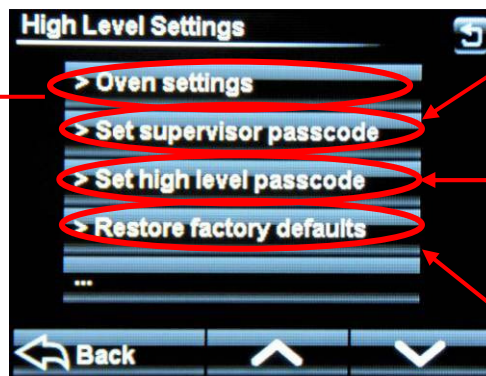 High Level Settings
> Oven settings
> Set supervisor passcode
> Set high level passcode
> Restore factory defaults
...
Back